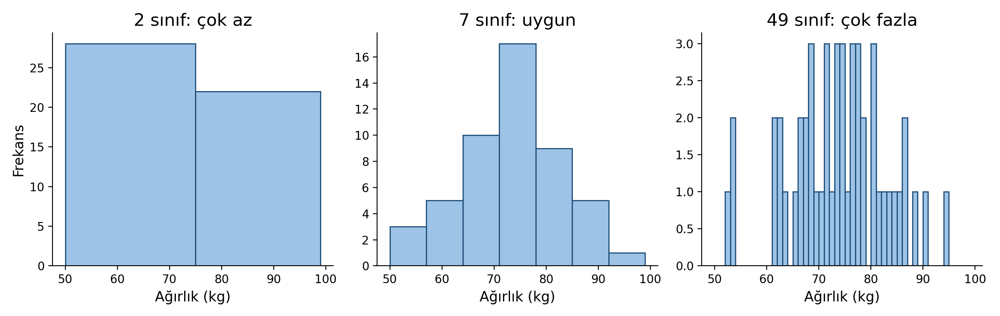 2 sınıf: çok az
Frekans
25
20
15
10
5
0
50 60 70 80 90 100
Ağırlık (kg)
7 sınıf: uygun
16
14
12
10
8
6
4
2
0
50 60 70 80 90 100
Ağırlık (kg)
49 sınıf: çok fazla
3.0
2.5
2.0
1.5
1.0
0.5
0.0
50 60 70 80 90 100
Ağırlık (kg)